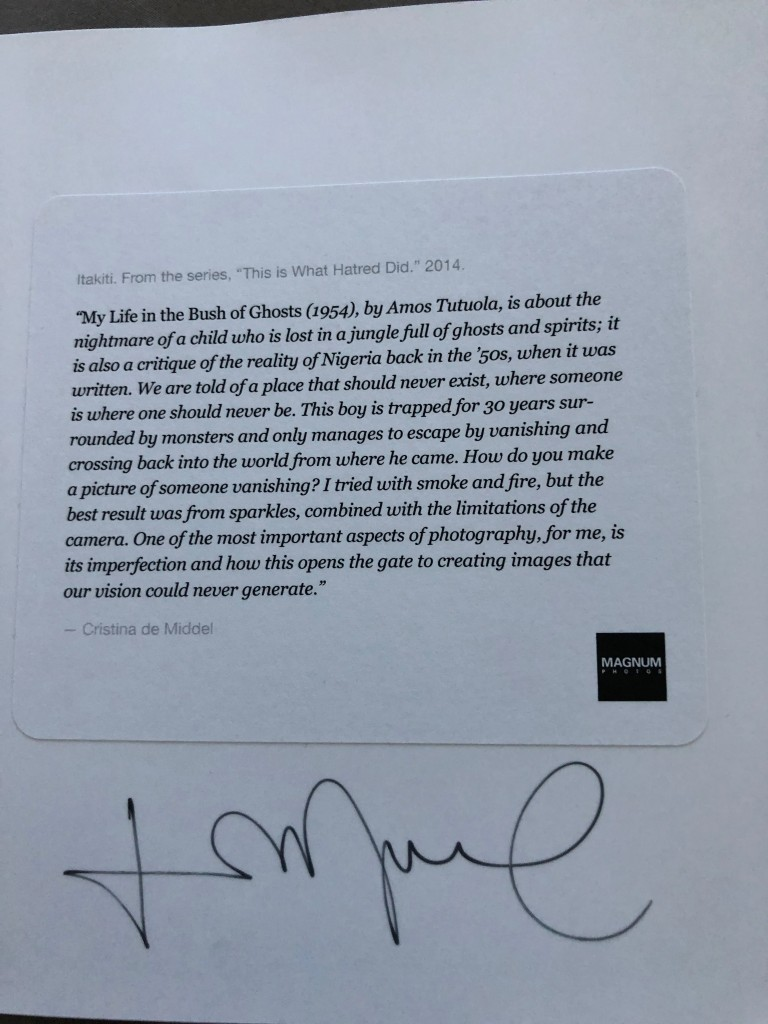 Itakiti. From the series, “This is What Hatred Did.” 2014.
“My Life in the Bush of Ghosts (1954), by Amos Tutuola, is about the
nightmare of a child who is lost in a jungle full of ghosts and spirits; it
is also a critique of the reality of Nigeria back in the ’50s, when it was
written. We are told of a place that should never exist, where someone
is where one should never be. This boy is trapped for 30 years sur-
rounded by monsters and only manages to escape by vanishing and
crossing back into the world from where he came. How do you make
a picture of someone vanishing? I tried with smoke and fire, but the
best result was from sparkles, combined with the limitations of the
camera. One of the most important aspects of photography, for me, is
its imperfection and how this opens the gate to creating images that
our vision could never generate.”
— Cristina de Middel
MAGNUM
PHOTOS